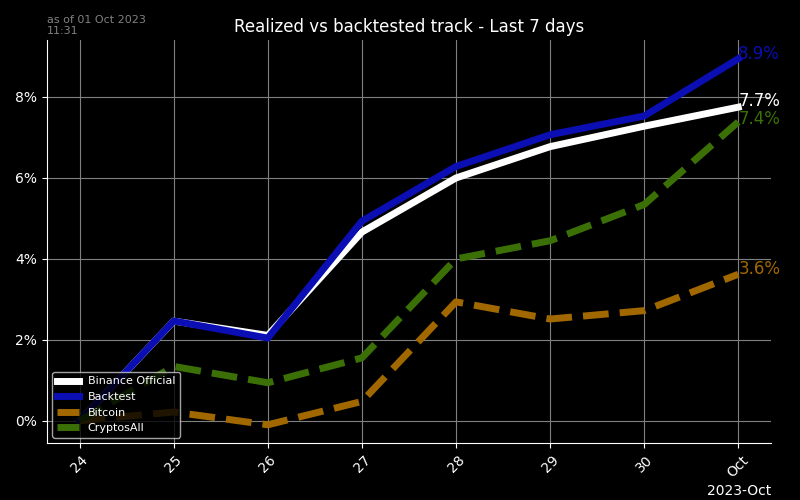 as of 01 Oct 2023
11:31
Realized vs backtested track - Last 7 days
8.9%
7.7%
7.4%
3.6%
8%
6%
4%
2%
0%
Binance Official
Backtest
Bitcoin
CryptosAll
24
25
26
27
28
29
30
Oct
2023-Oct